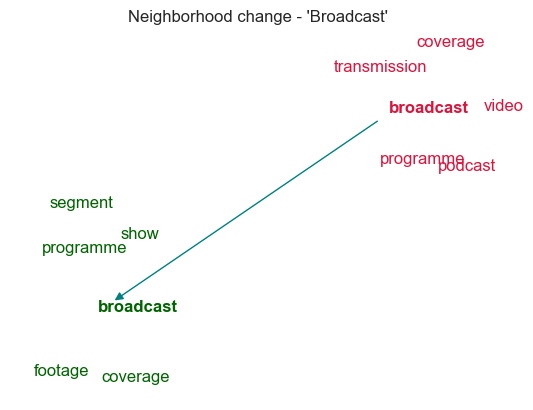 Neighborhood change - 'Broadcast'
coverage
transmission
broadcast
video
programme
podcast
segment
show
programme
broadcast
footage
coverage